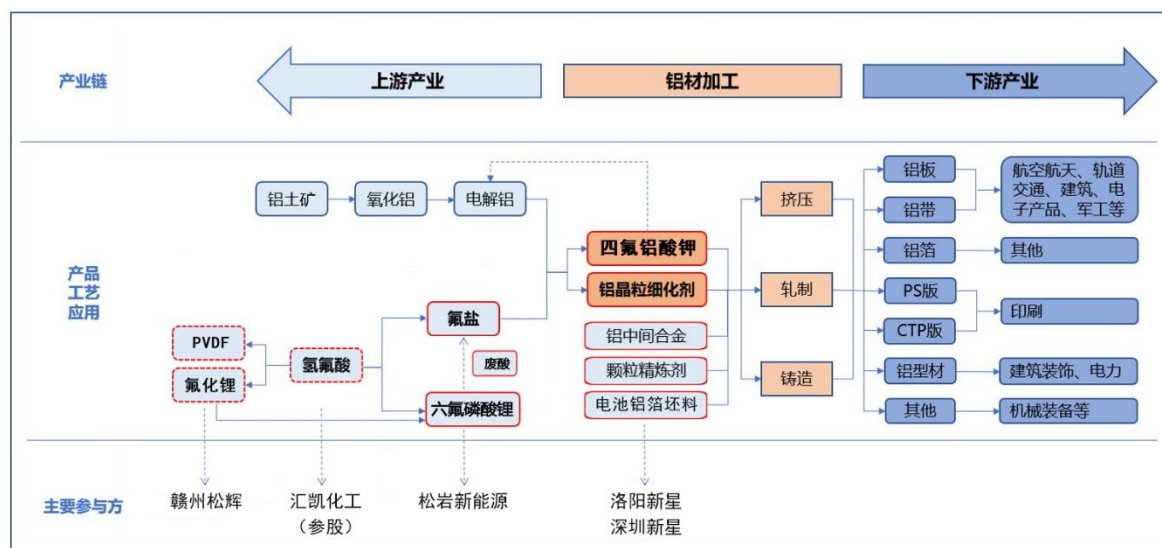 产业链
上游产业
铝材加工
下游产业
产品
工艺
应用
铝土矿
氧化铝
电解铝
PVDF
氟化锂
氢氟酸
氟盐
废酸
六氟磷酸锂
四氟铝酸钾
铝晶粒细化剂
铝中间合金
颗粒精炼剂
电池铝箔坯料
挤压
轧制
铸造
铝板
铝带
铝箔
PS版
CTP版
铝型材
其他
航空航天、轨道
交通、建筑、电
子产品、军工等
其他
印刷
建筑装饰、电力
机械装备等
主要参与方
赣州松辉
汇凯化工
（参股）
松岩新能源
洛阳新星
深圳新星